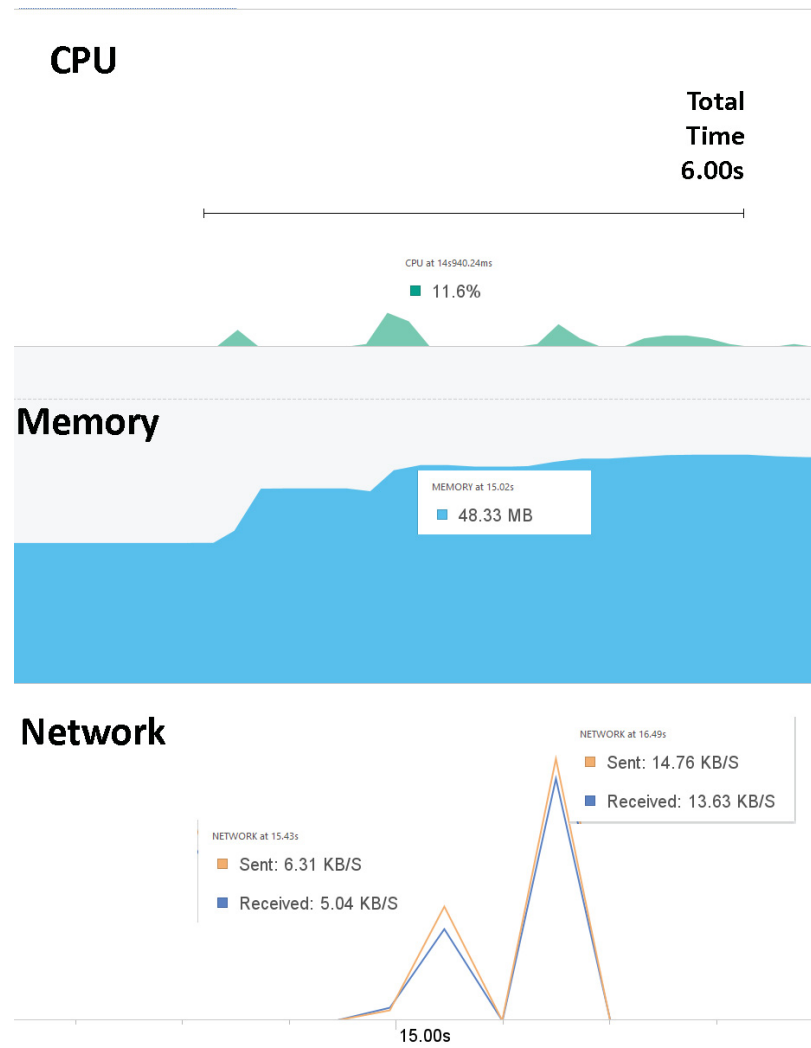 CPU
Total
Time
6.00s
CPU at 14s940.24ms
11.6%
Memory
MEMORY at 15.02s
48.33 MB
Network
NETWORK at 16.49s
Sent: 14.76 KB/S
Received: 13.63 KB/S
NETWORK at 15.43s
Sent: 6.31 KB/S
Received: 5.04 KB/S
15.00s